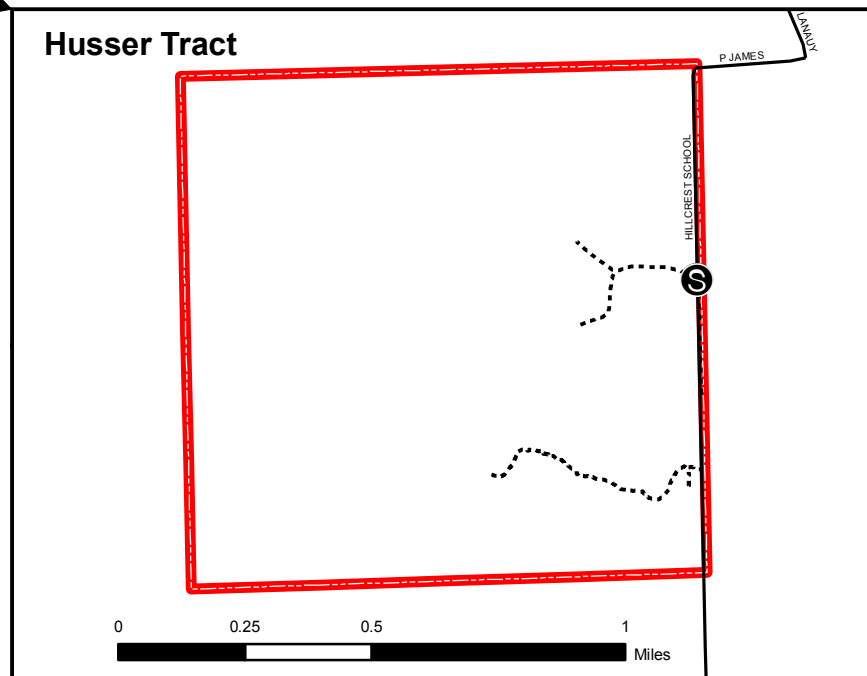 Husser Tract
LANAUY
P JAMES
HILLCREST SCHOOL
S
0 0.25 0.5 1
Miles